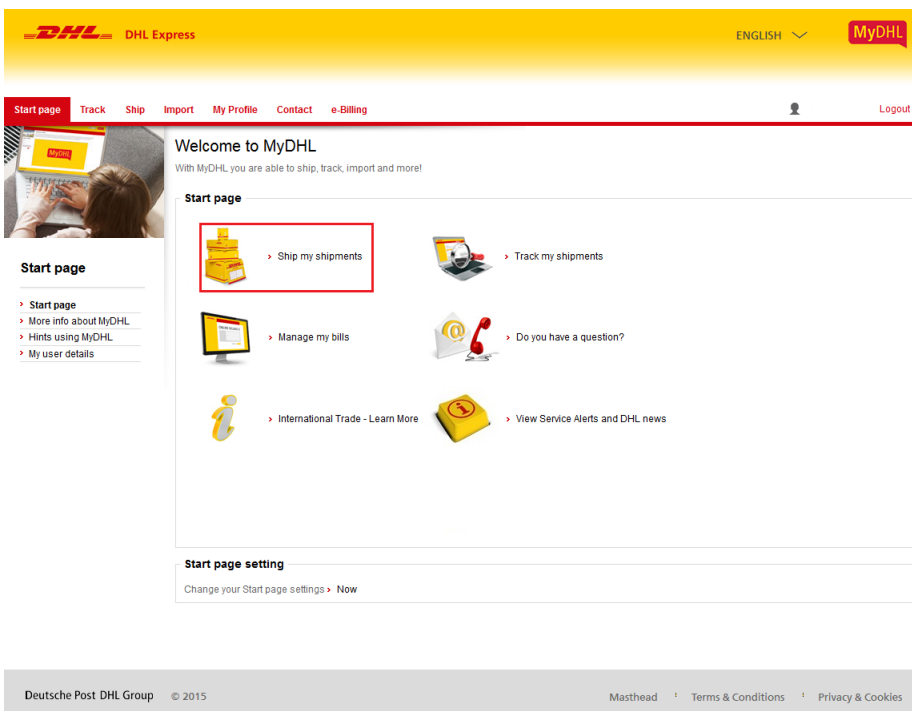 DHL DHL Express ENGLISH MyDHL
Start page Track Ship Import My Profile Contact e-Billing Logout
MyDHL
Welcome to MyDHL
With MyDHL you are able to ship, track, import and more!
Start page
Ship my shipments Track my shipments
Manage my bills Do you have a question?
International Trade - Learn More View Service Alerts and DHL news
Start page
Start page
More info about MyDHL
Hints using MyDHL
My user details
Start page setting
Change your Start page settings Now
Deutsche Post DHL Group © 2015 Masthead Terms & Conditions Privacy & Cookies